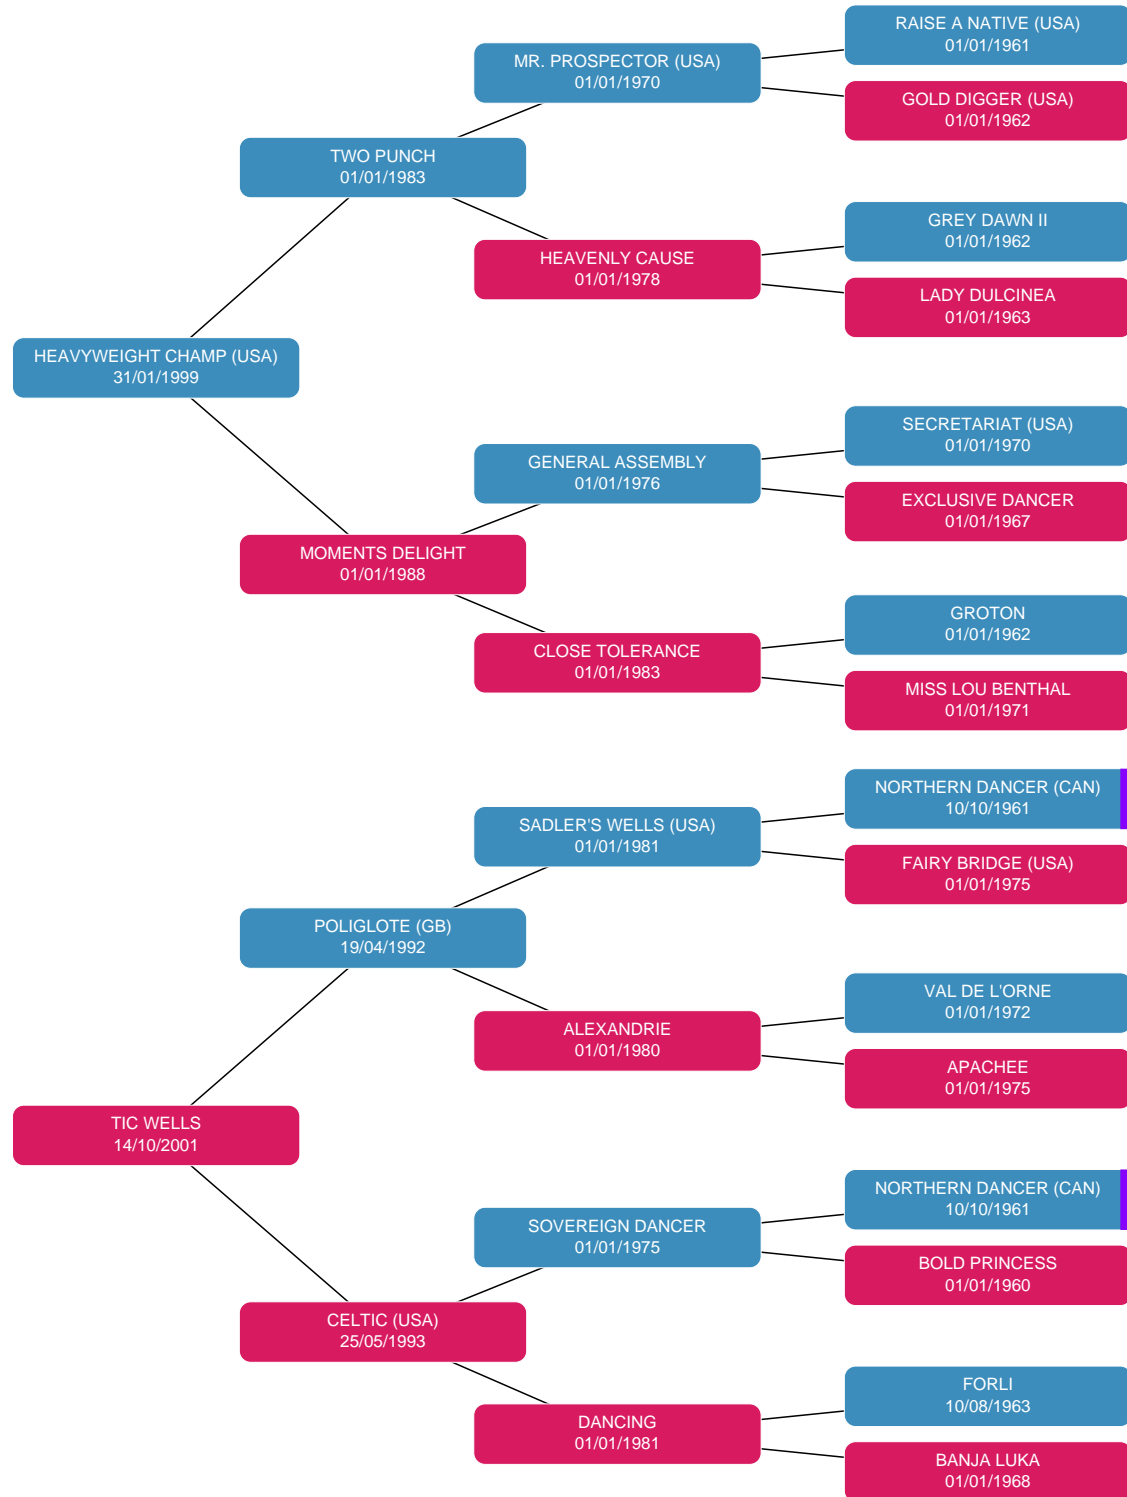 RAISE A NATIVE (USA)
01/01/1961
MR. PROSPECTOR (USA)
01/01/1970
GOLD DIGGER (USA)
01/01/1962
TWO PUNCH
01/01/1983
GREY DAWN II
01/01/1962
HEAVENLY CAUSE
01/01/1978
LADY DULCINEA
01/01/1963
HEAVYWEIGHT CHAMP (USA)
31/01/1999
SECRETARIAT (USA)
01/01/1970
GENERAL ASSEMBLY
01/01/1976
EXCLUSIVE DANCER
01/01/1967
MOMENTS DELIGHT
01/01/1988
GROTON
01/01/1962
CLOSE TOLERANCE
01/01/1983
MISS LOU BENTHAL
01/01/1971
NORTHERN DANCER (CAN)
10/10/1961
SADLER'S WELLS (USA)
01/01/1981
FAIRY BRIDGE (USA)
01/01/1975
POLIGLOTE (GB)
19/04/1992
VAL DE L'ORNE
01/01/1972
ALEXANDRIE
01/01/1980
APACHEE
01/01/1975
TIC WELLS
14/10/2001
NORTHERN DANCER (CAN)
10/10/1961
SOVEREIGN DANCER
01/01/1975
BOLD PRINCESS
01/01/1960
CELTIC (USA)
25/05/1993
FORLI
10/08/1963
DANCING
01/01/1981
BANJA LUKA
01/01/1968